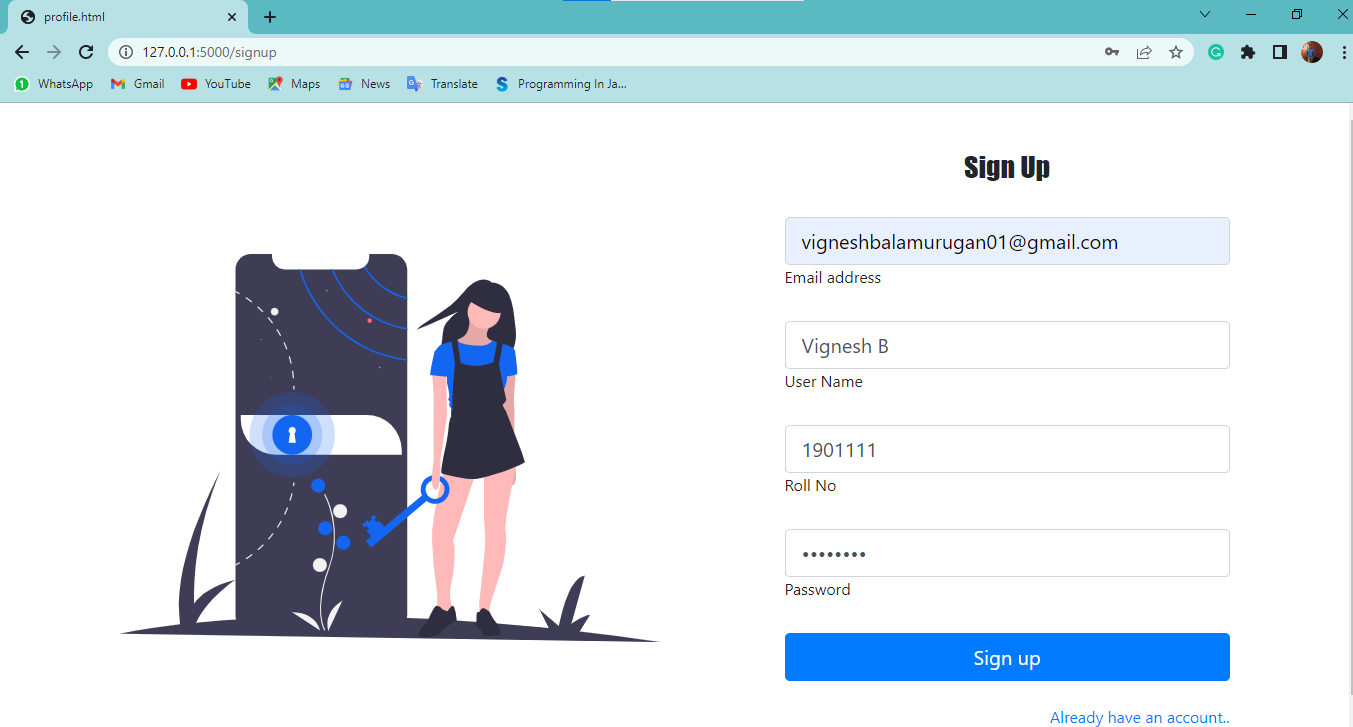 profile.html
127.0.0.1:5000/signup
1 WhatsApp Gmail YouTube Maps News Translate S Programming In Ja...
Sign Up
vigneshbalamurugan01@gmail.com
Email address
Vignesh B
User Name
1901111
Roll No
••••••••
Password
Sign up
Already have an account..